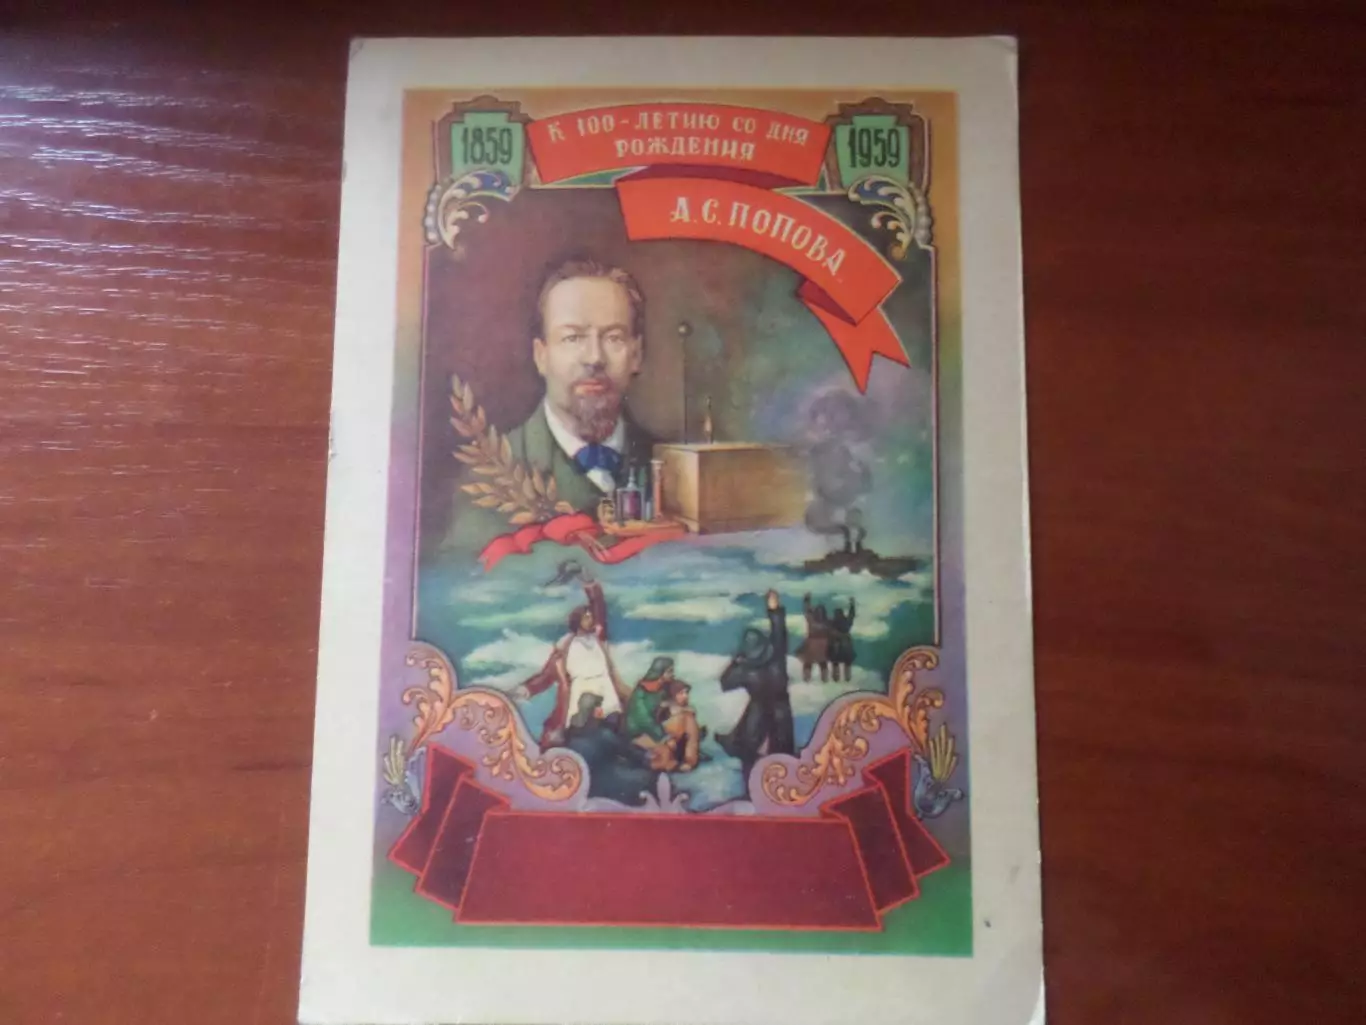 1859
К 100-ЛЕТИЮ СО ДНЯ
РОЖДЕНИЯ
1959
А.С. ПОПОВА.